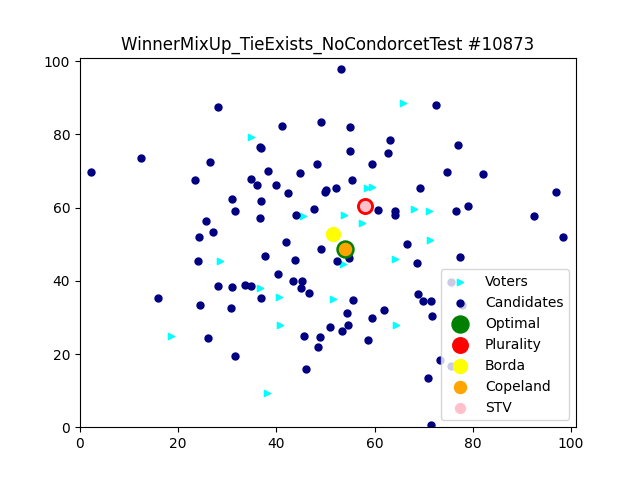 WinnerMixUp_TieExists_NoCondorcetTest #10873
100
80
60
40
20
0
0 20 40 60 80 100
Voters
Candidates
Optimal
Plurality
Borda
Copeland
STV